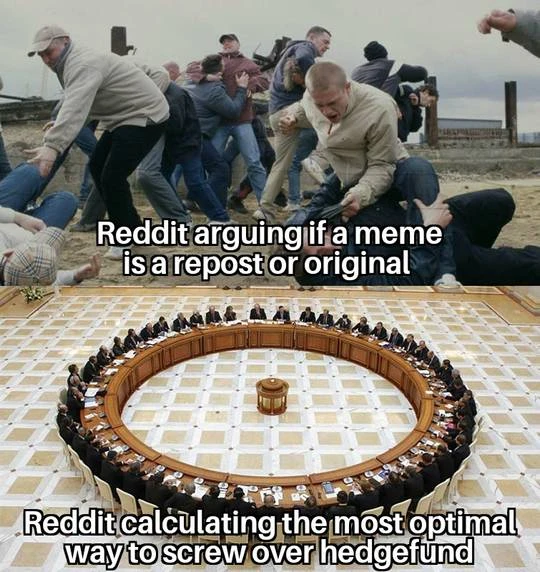 Reddit arguing if a meme
is a repost or original
Reddit calculating the most optimal
way to screw over hedgefund